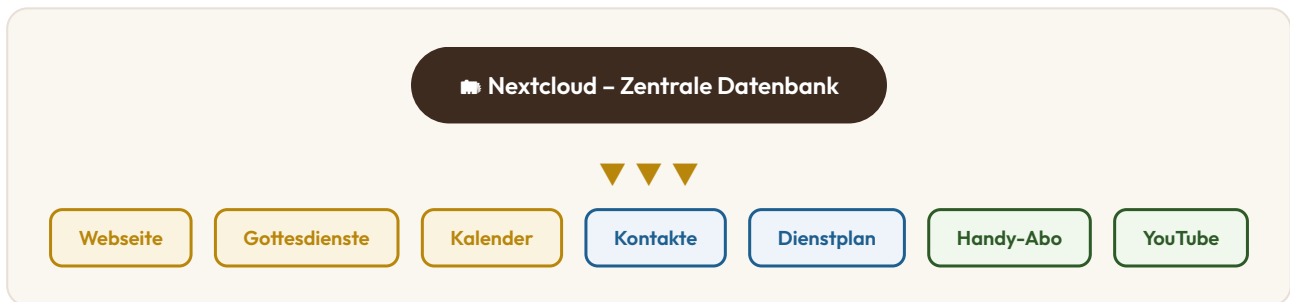 Nextcloud – Zentrale Datenbank
Webseite Gottesdienste Kalender Kontakte Dienstplan Handy-Abo YouTube